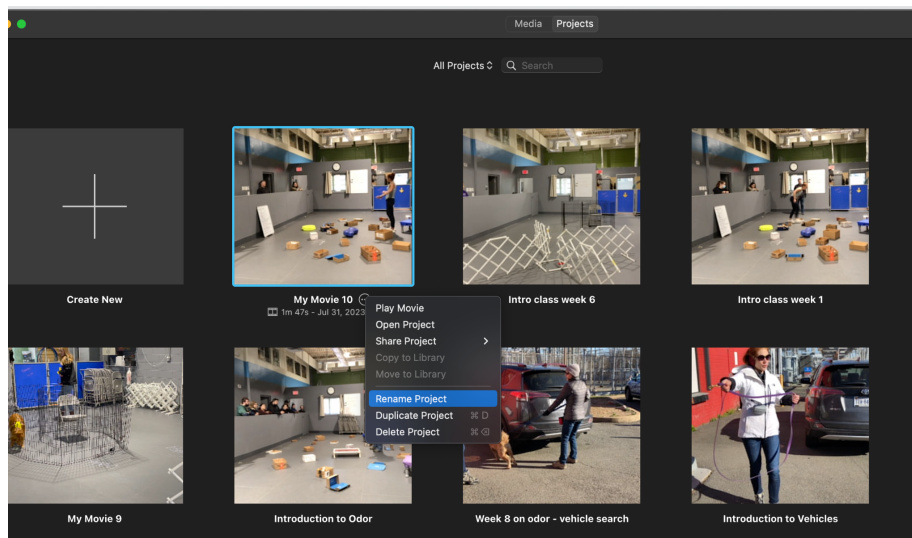 Media Projects
All Projects Search
Create New
My Movie 10
1m 47s - Jul 31, 2023
Intro class week 6
Intro class week 1
Play Movie
Open Project
Share Project
Copy to Library
Move to Library
Rename Project
Duplicate Project ⌘ D
Delete Project ⌘ ⌫
My Movie 9
Introduction to Odor
Week 8 on odor - vehicle search
Introduction to Vehicles